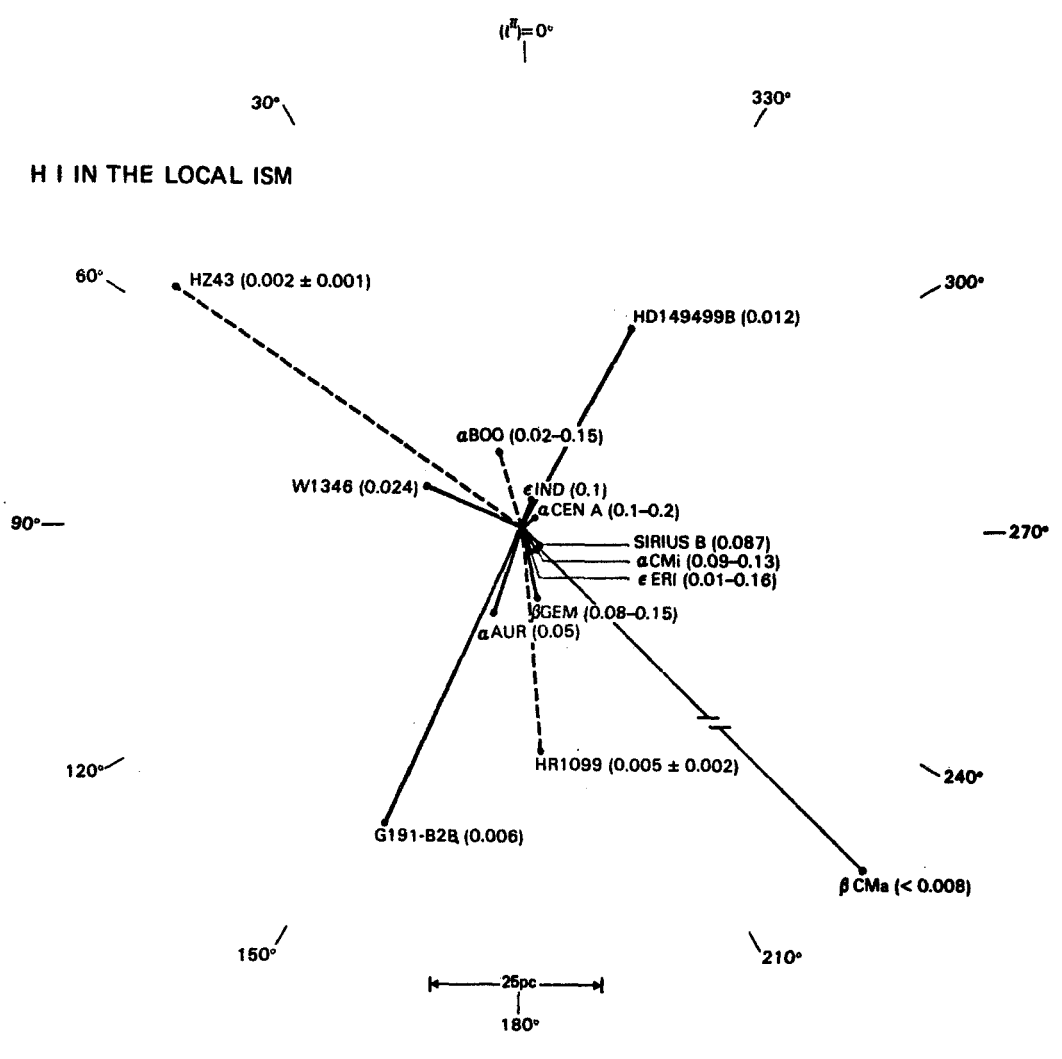 (lᴵᴵ)=0°
30°
330°
H I IN THE LOCAL ISM
60°
HZ43 (0.002 ± 0.001)
300°
HD149499B (0.012)
αBOO (0.02–0.15)
W1346 (0.024)
εIND (0.1)
αCEN A (0.1–0.2)
90°
270°
SIRIUS B (0.087)
αCMi (0.09–0.13)
εERI (0.01–0.16)
βGEM (0.08–0.15)
αAUR (0.05)
HR1099 (0.005 ± 0.002)
120°
240°
G191-B2B (0.006)
βCMa (< 0.008)
150°
210°
25pc
180°